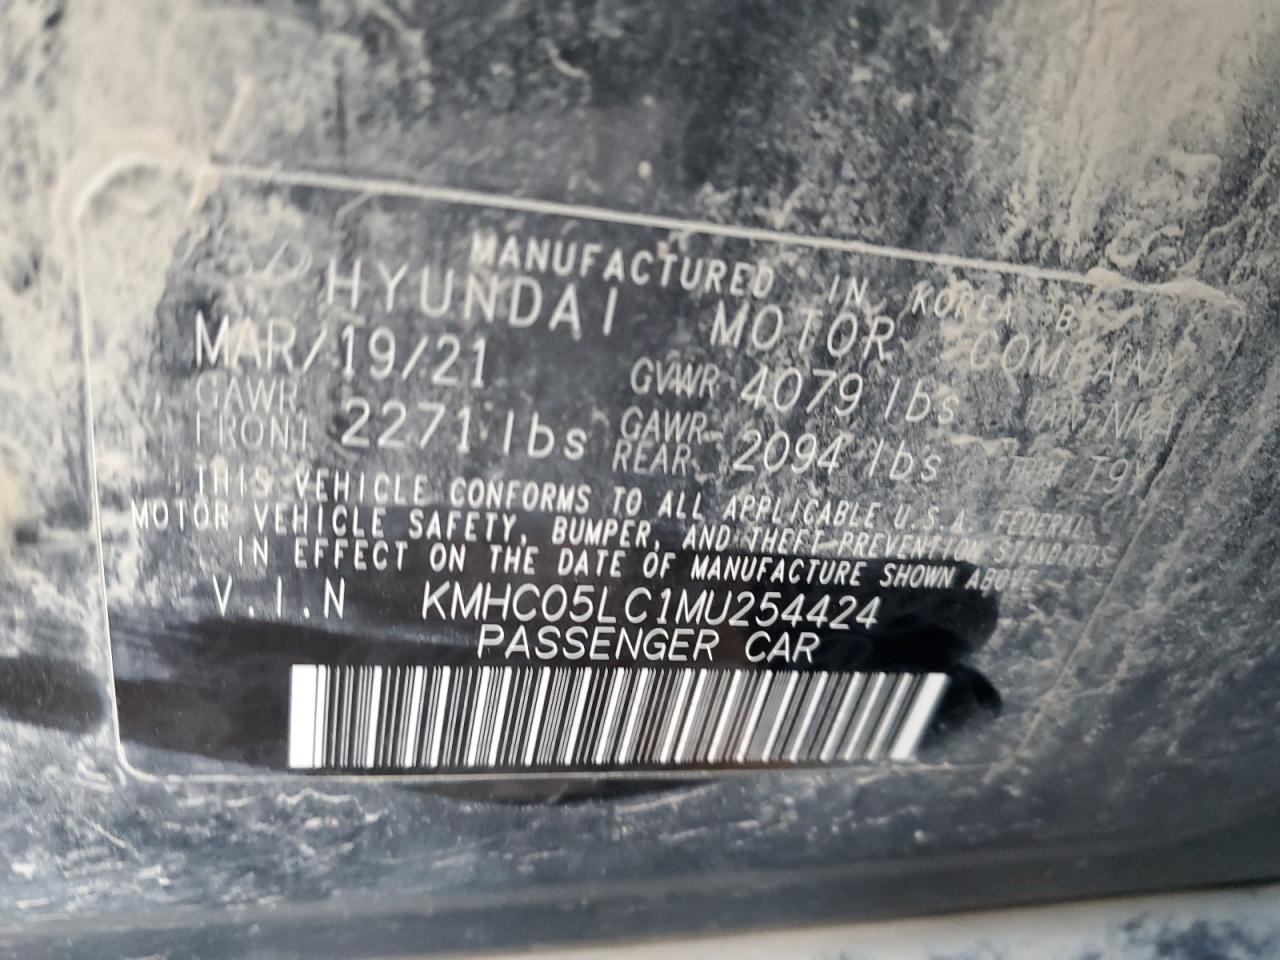 MANUFACTURED IN KOREA BY
HYUNDAI MOTOR COMPANY
MAR/19/21 GVWR 4079 lbs
GAWR FRONT 2271 lbs GAWR REAR 2094 lbs
THIS VEHICLE CONFORMS TO ALL APPLICABLE U.S.A. FEDERAL
MOTOR VEHICLE SAFETY, BUMPER, AND THEFT PREVENTION STANDARDS
IN EFFECT ON THE DATE OF MANUFACTURE SHOWN ABOVE
V.I.N KMHC05LC1MU254424
PASSENGER CAR